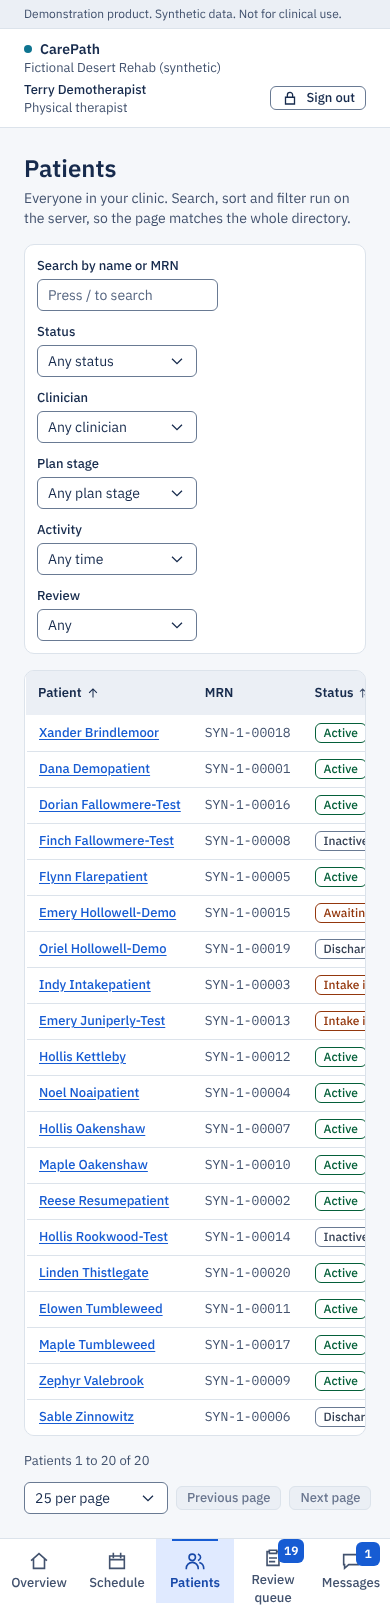 Demonstration product. Synthetic data. Not for clinical use.
CarePath
Fictional Desert Rehab (synthetic)
Terry Demotherapist
Physical therapist
Sign out
Patients
Everyone in your clinic. Search, sort and filter run on
the server, so the page matches the whole directory.
Search by name or MRN
Press / to search
Status
Any status
Clinician
Any clinician
Plan stage
Any plan stage
Activity
Any time
Review
Any
Patient ↑ MRN Status ↑
Xander Brindlemoor SYN-1-00018 Active
Dana Demopatient SYN-1-00001 Active
Dorian Fallowmere-Test SYN-1-00016 Active
Finch Fallowmere-Test SYN-1-00008 Inactive
Flynn Flarepatient SYN-1-00005 Active
Emery Hollowell-Demo SYN-1-00015 Awaitin
Oriel Hollowell-Demo SYN-1-00019 Dischar
Indy Intakepatient SYN-1-00003 Intake i
Emery Juniperly-Test SYN-1-00013 Intake i
Hollis Kettleby SYN-1-00012 Active
Noel Noaipatient SYN-1-00004 Active
Hollis Oakenshaw SYN-1-00007 Active
Maple Oakenshaw SYN-1-00010 Active
Reese Resumepatient SYN-1-00002 Active
Hollis Rookwood-Test SYN-1-00014 Inactive
Linden Thistlegate SYN-1-00020 Active
Elowen Tumbleweed SYN-1-00011 Active
Maple Tumbleweed SYN-1-00017 Active
Zephyr Valebrook SYN-1-00009 Active
Sable Zinnowitz SYN-1-00006 Dischar
Patients 1 to 20 of 20
25 per page Previous page Next page
19 1
Overview Schedule Patients Review queue Messages